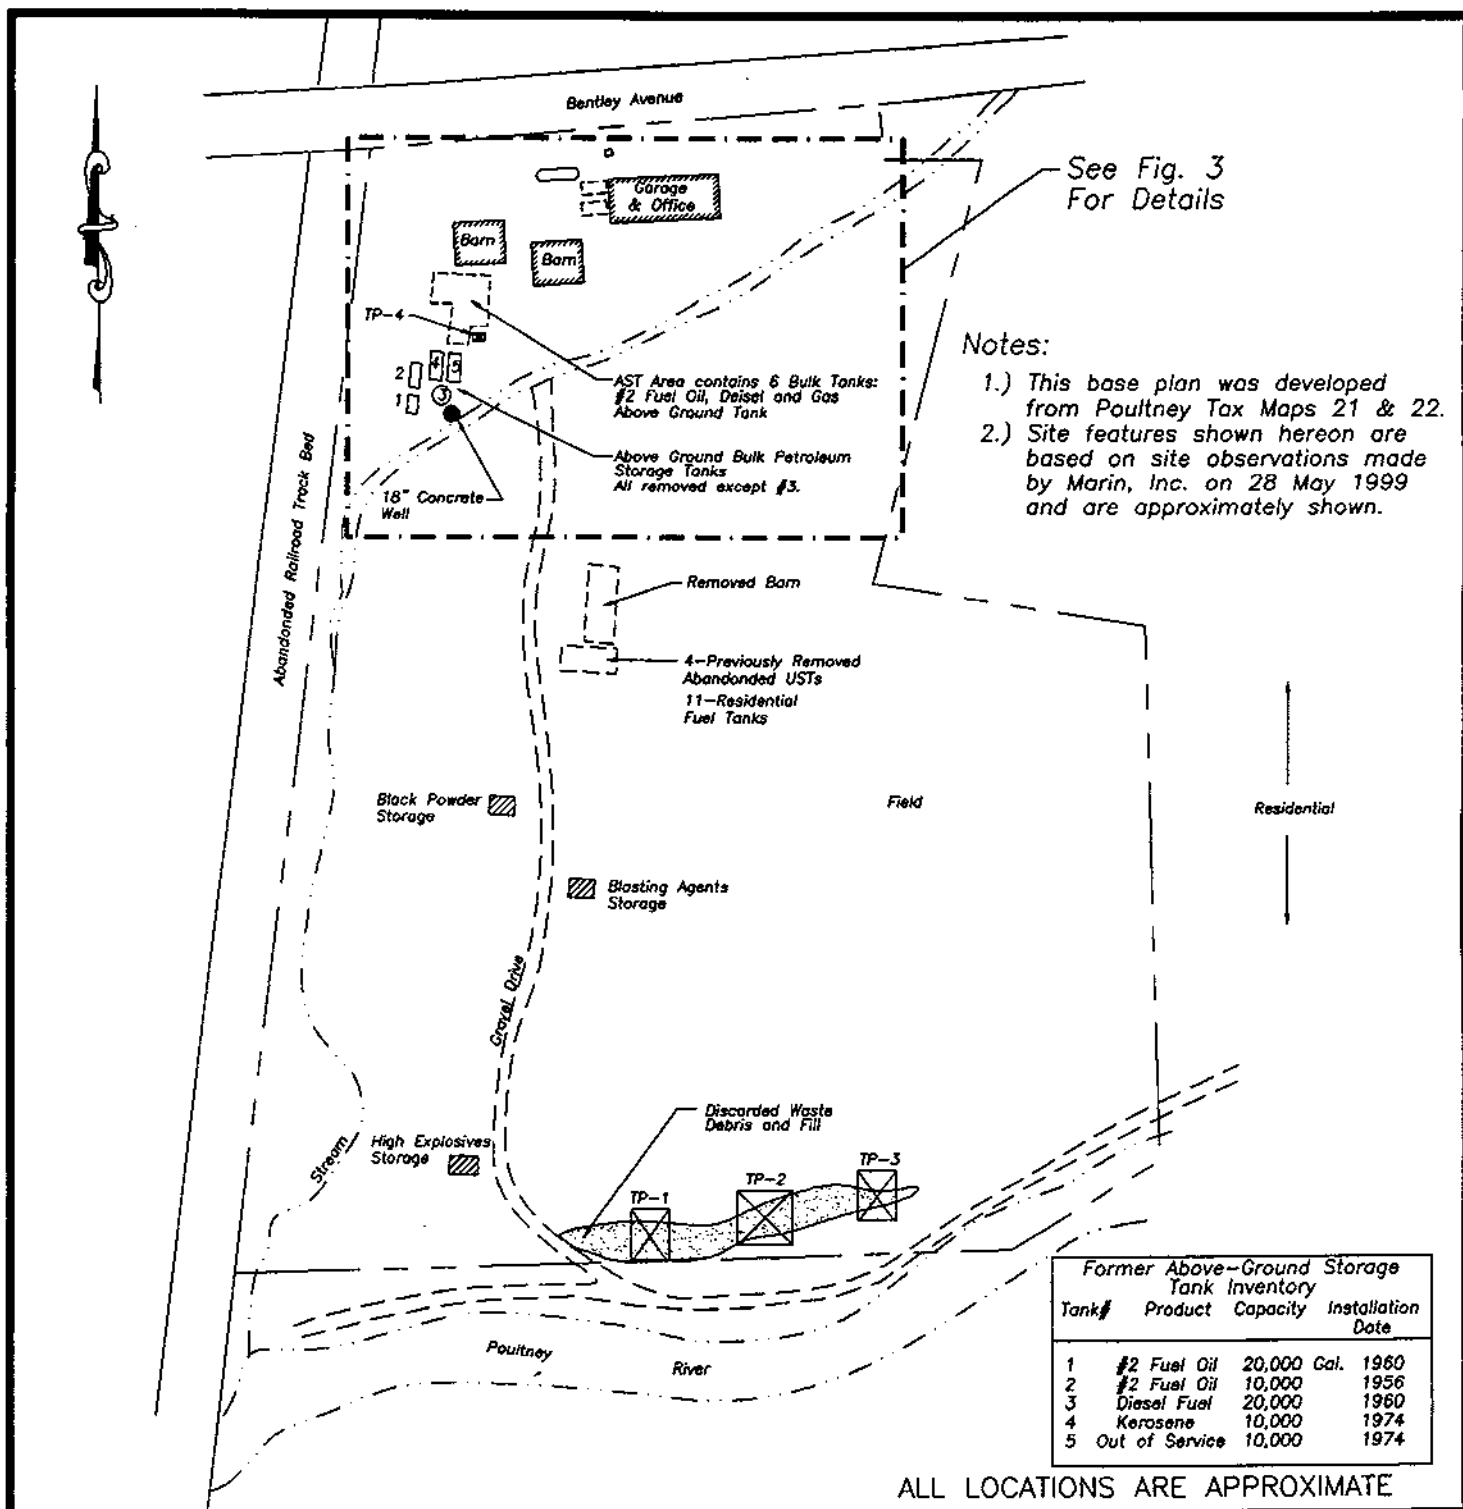 Bentley Avenue
See Fig. 3
For Details
Garage
& Office
Barn
Barn
TP-4
2
1
4
5
3
AST Area contains 6 Bulk Tanks:
#2 Fuel Oil, Deisel and Gas
Above Ground Tank
Above Ground Bulk Petroleum
Storage Tanks
All removed except #3.
18" Concrete
Well
Notes:
1.) This base plan was developed
from Poultney Tax Maps 21 & 22.
2.) Site features shown hereon are
based on site observations made
by Marin, Inc. on 28 May 1999
and are approximately shown.
Abandonded Railroad Track Bed
Removed Barn
4-Previously Removed
Abandonded USTs
11-Residential
Fuel Tanks
Black Powder
Storage
Field
Residential
Blasting Agents
Storage
Gravel Drive
Discarded Waste
Debris and Fill
Stream
High Explosives
Storage
TP-1
TP-2
TP-3
Poultney River
Former Above-Ground Storage
Tank Inventory
Tank# Product Capacity Installation
Date
1 #2 Fuel Oil 20,000 Gal. 1960
2 #2 Fuel Oil 10,000 1956
3 Diesel Fuel 20,000 1960
4 Kerosene 10,000 1974
5 Out of Service 10,000 1974
ALL LOCATIONS ARE APPROXIMATE